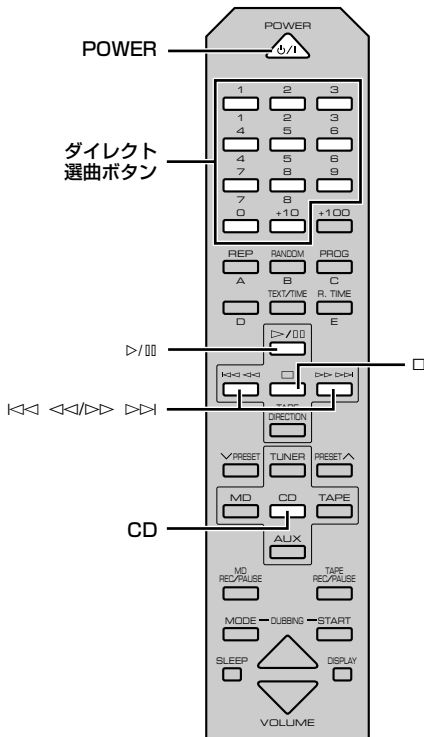 POWER
POWER
⏻/I
1 2 3
1 2 3
4 5 6
ダイレクト
選曲ボタン
4 5 6
7 8 9
7 8
0 +10 +100
REP RANDOM PROG
A B C
TEXT/TIME R. TIME
D E
▷/▯▯
▷/▯▯
|◁◁ ◁◁ □ ▷▷ ▷▷|
□
|◁◁ ◁◁/▷▷ ▷▷|
TAPE
DIRECTION
∨PRESET TUNER PRESET∧
MD CD TAPE
CD
AUX
MD
REC/PAUSE
TAPE
REC/PAUSE
MODE – DUBBING – START
SLEEP DISPLAY
VOLUME